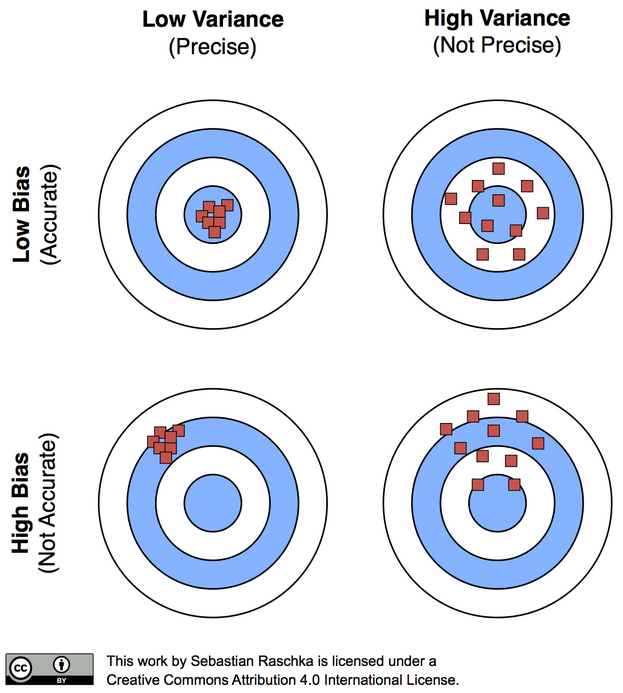 Low Variance
(Precise)
High Variance
(Not Precise)
Low Bias
(Accurate)
High Bias
(Not Accurate)
cc
BY
This work by Sebastian Raschka is licensed under a
Creative Commons Attribution 4.0 International License.